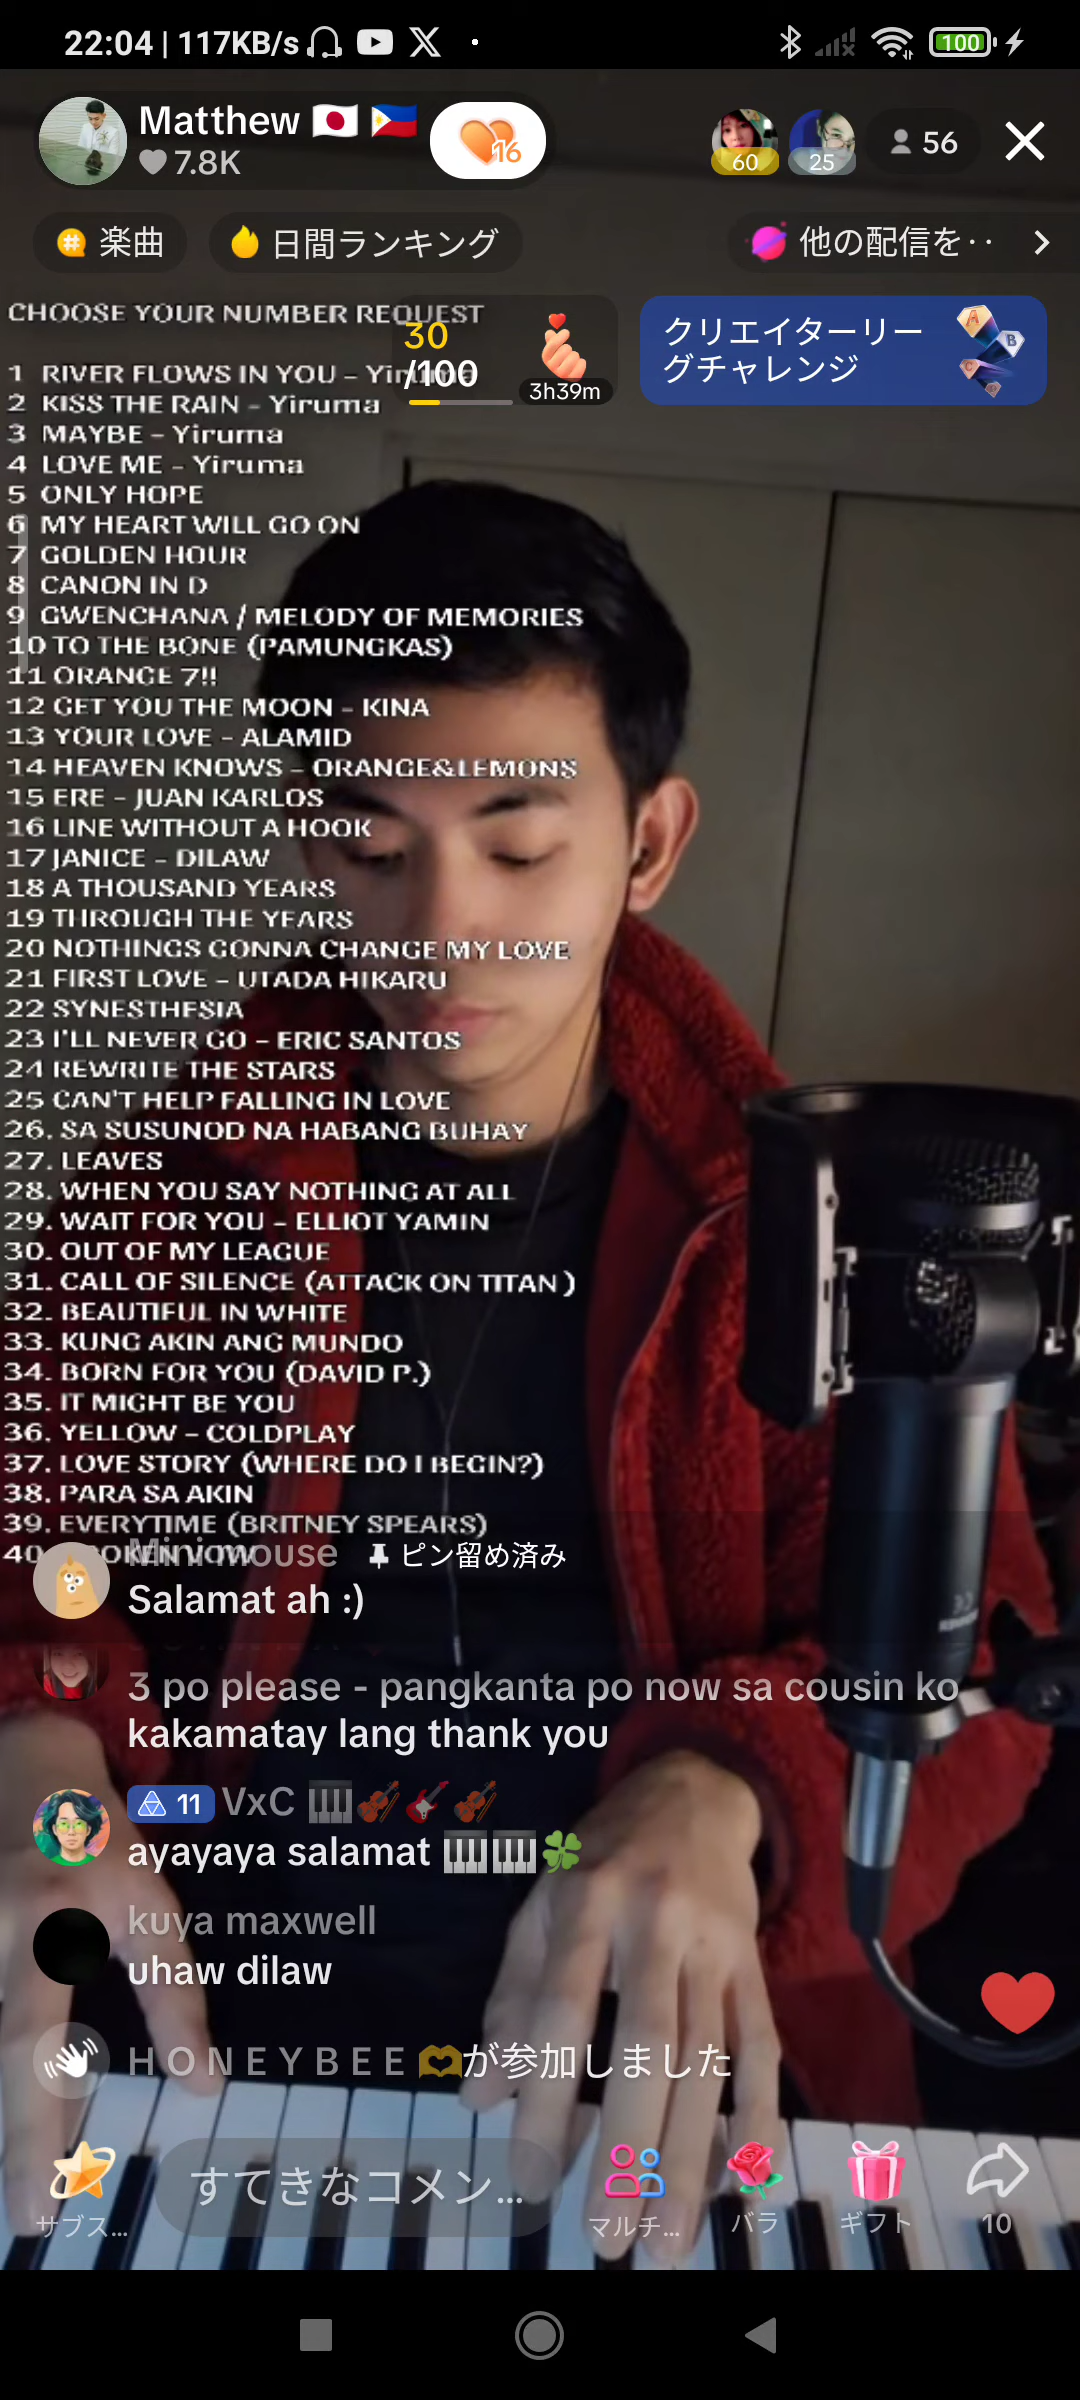 22:04 | 117KB/s
100
Matthew 🇯🇵 🇵🇭
7.8K
16
60
25
56
楽曲
日間ランキング
他の配信を‥
CHOOSE YOUR NUMBER REQUEST
30
/100
3h39m
クリエイターリー
グチャレンジ
1 RIVER FLOWS IN YOU - Yiruma
2 KISS THE RAIN - Yiruma
3 MAYBE - Yiruma
4 LOVE ME - Yiruma
5 ONLY HOPE
6 MY HEART WILL GO ON
7 GOLDEN HOUR
8 CANON IN D
9 GWENCHANA / MELODY OF MEMORIES
10 TO THE BONE (PAMUNGKAS)
11 ORANGE 7!!
12 GET YOU THE MOON - KINA
13 YOUR LOVE - ALAMID
14 HEAVEN KNOWS - ORANGE&LEMONS
15 ERE - JUAN KARLOS
16 LINE WITHOUT A HOOK
17 JANICE - DILAW
18 A THOUSAND YEARS
19 THROUGH THE YEARS
20 NOTHINGS GONNA CHANGE MY LOVE
21 FIRST LOVE - UTADA HIKARU
22 SYNESTHESIA
23 I'LL NEVER GO - ERIC SANTOS
24 REWRITE THE STARS
25 CAN'T HELP FALLING IN LOVE
26. SA SUSUNOD NA HABANG BUHAY
27. LEAVES
28. WHEN YOU SAY NOTHING AT ALL
29. WAIT FOR YOU - ELLIOT YAMIN
30. OUT OF MY LEAGUE
31. CALL OF SILENCE (ATTACK ON TITAN )
32. BEAUTIFUL IN WHITE
33. KUNG AKIN ANG MUNDO
34. BORN FOR YOU (DAVID P.)
35. IT MIGHT BE YOU
36. YELLOW - COLDPLAY
37. LOVE STORY (WHERE DO I BEGIN?)
38. PARA SA AKIN
39. EVERYTIME (BRITNEY SPEARS)
40 VOW
Minimouse ピン留め済み
Salamat ah :)
3 po please - pangkanta po now sa cousin ko
kakamatay lang thank you
11 VxC 🎹🎻🎸🎻
ayayaya salamat 🎹🎹🍀
kuya maxwell
uhaw dilaw
H O N E Y B E E 🫶が参加しました
すてきなコメン...
サブス...
マルチ...
バラ
ギフト
10